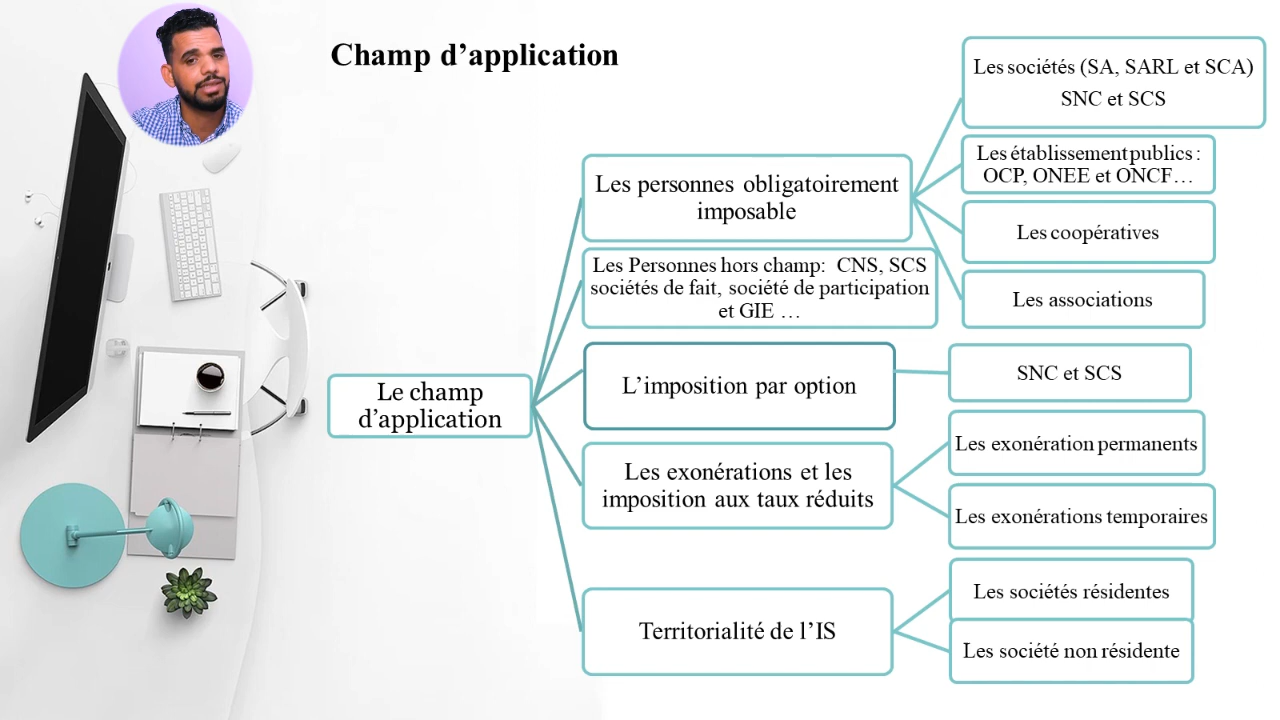 Champ d’application
Le champ
d’application
Les personnes obligatoirement
imposable
Les sociétés (SA, SARL et SCA)
SNC et SCS
Les établissement publics :
OCP, ONEE et ONCF…
Les coopératives
Les associations
Les Personnes hors champ: CNS, SCS
sociétés de fait, société de participation
et GIE …
L’imposition par option
SNC et SCS
Les exonérations et les
imposition aux taux réduits
Les exonération permanents
Les exonérations temporaires
Territorialité de l’IS
Les sociétés résidentes
Les société non résidente